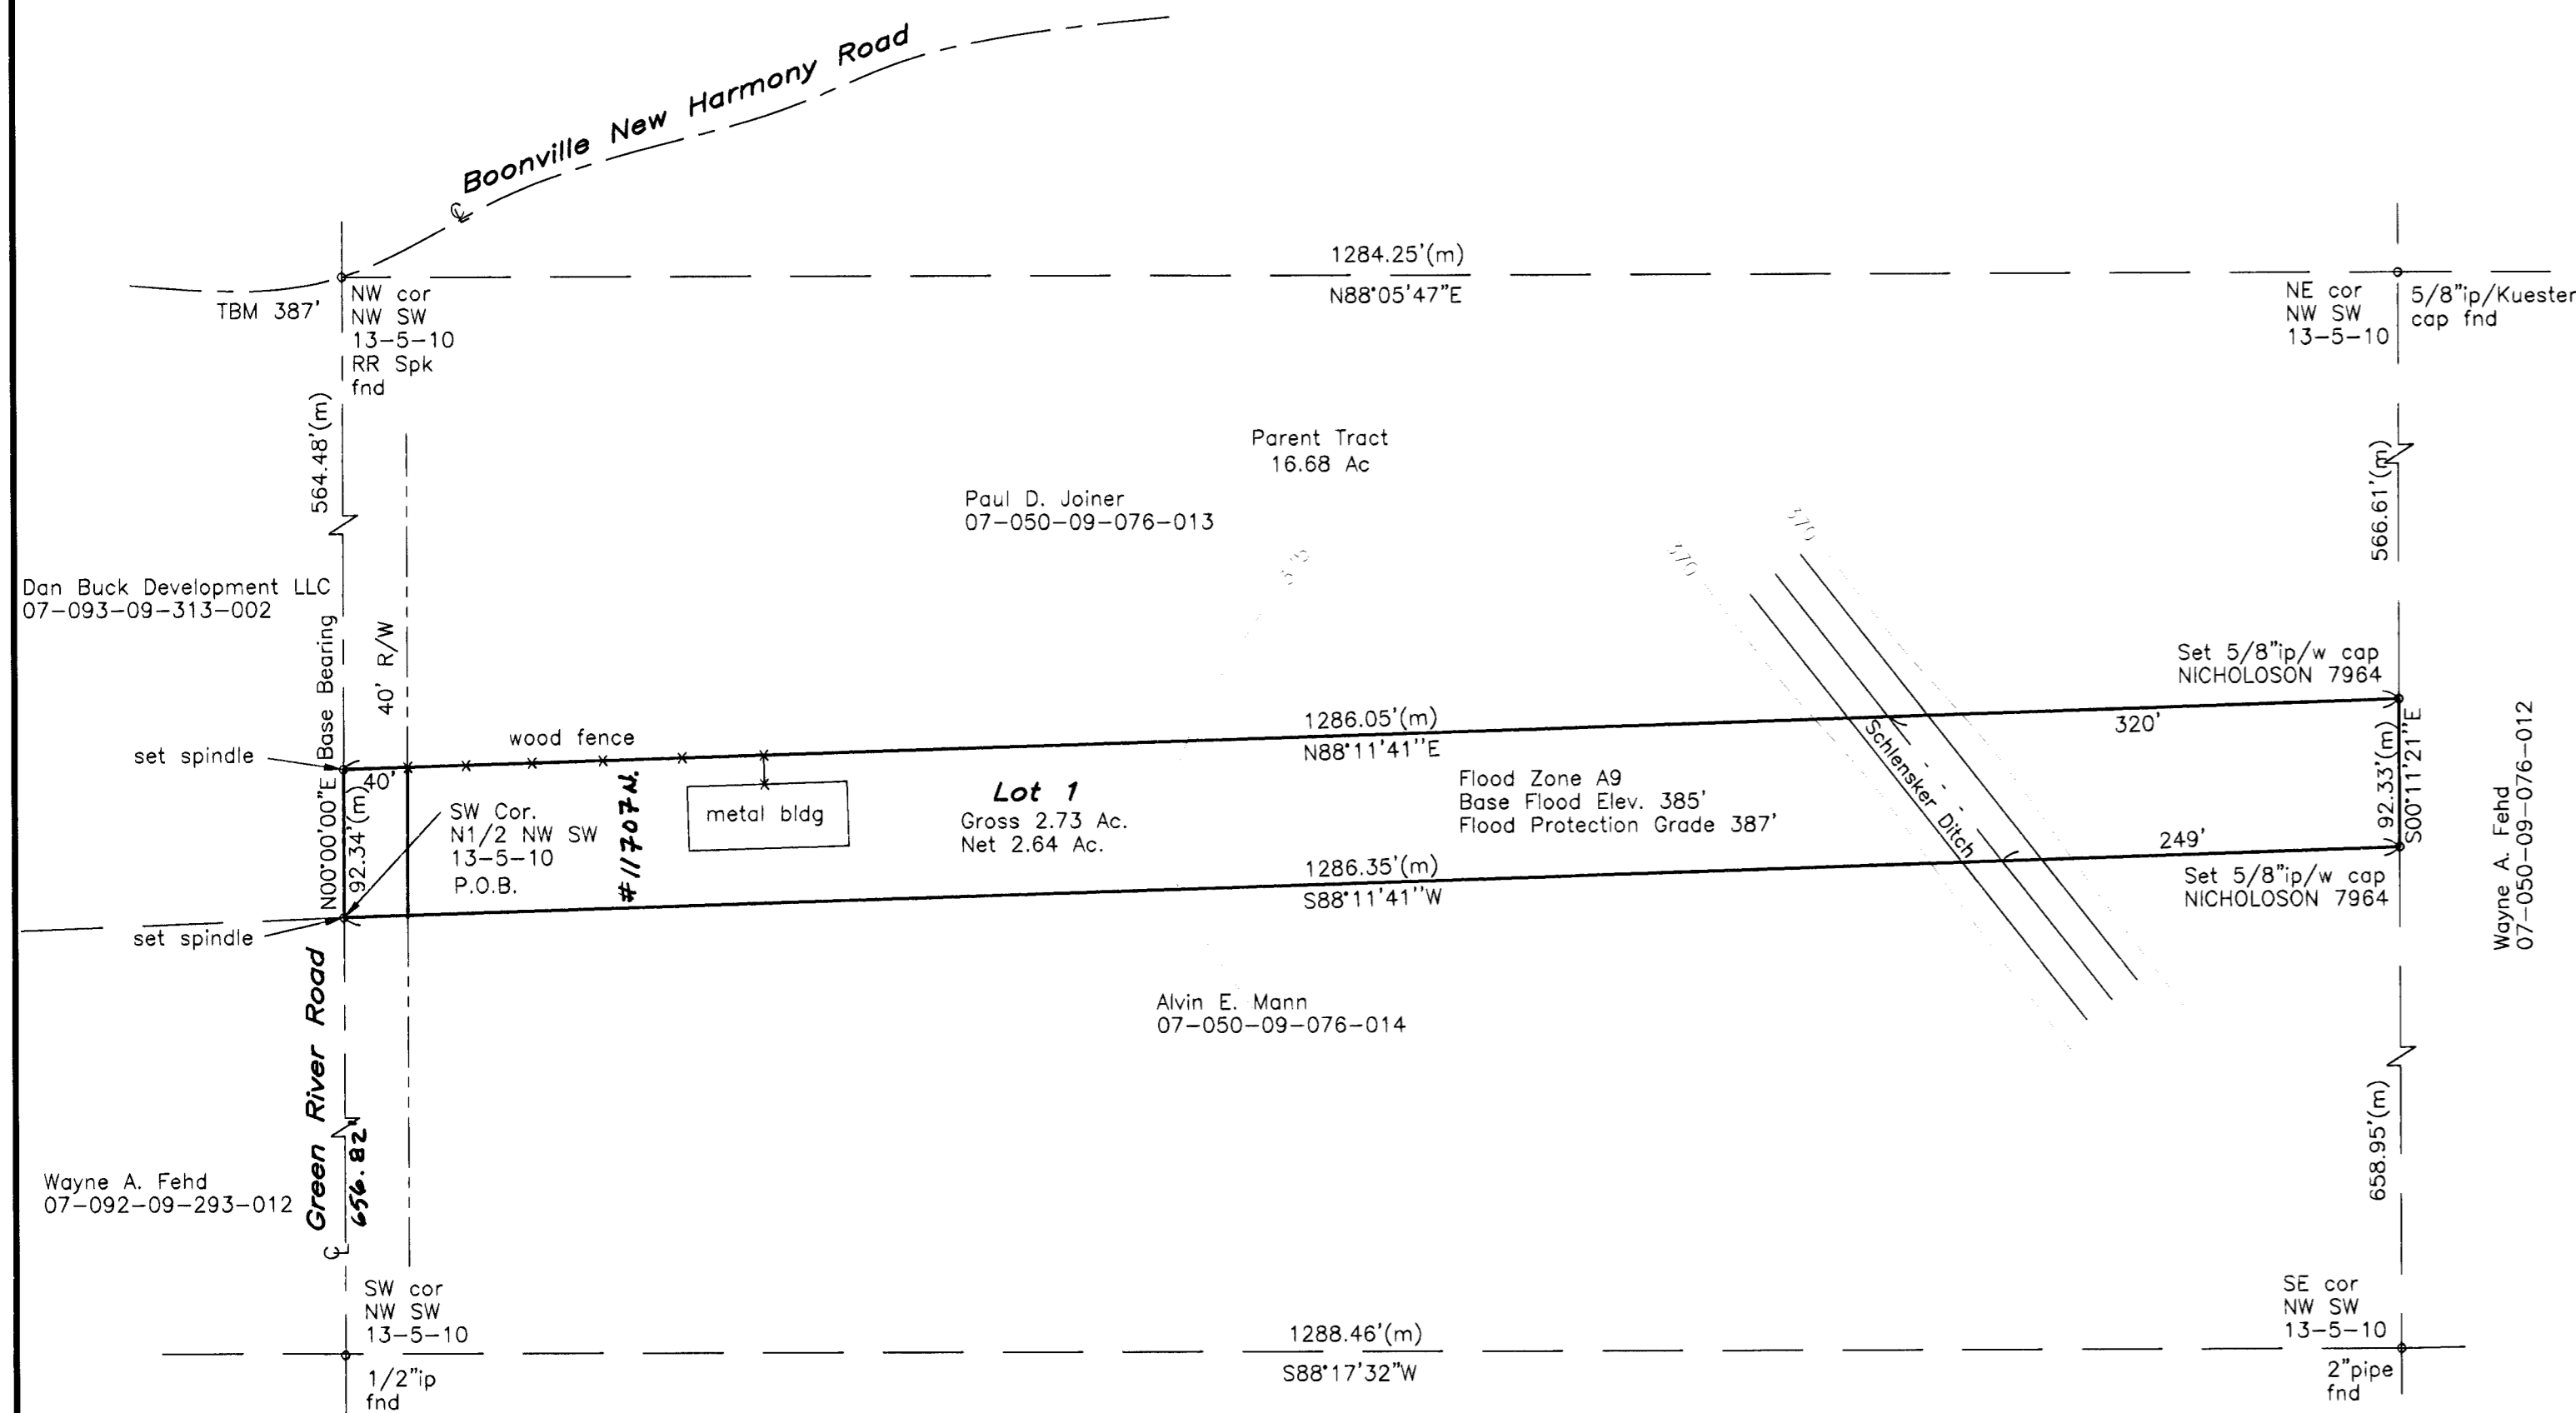 Boonville New Harmony Road
TBM 387'
NW cor
NW SW
13-5-10
RR Spk
fnd
1284.25'(m)
N88°05'47"E
NE cor
NW SW
13-5-10
5/8"ip/Kuester
cap fnd
564.48'(m)
Parent Tract
16.68 Ac
Paul D. Joiner
07-050-09-076-013
566.61'(m)
Dan Buck Development LLC
07-093-09-313-002
N00°00'00"E Base Bearing
40' R/W
370
370
set spindle
wood fence
40'
92.34'(m)
SW Cor.
N1/2 NW SW
13-5-10
P.O.B.
#11707 N.
metal bldg
Lot 1
Gross 2.73 Ac.
Net 2.64 Ac.
1286.05'(m)
N88°11'41''E
Flood Zone A9
Base Flood Elev. 385'
Flood Protection Grade 387'
Schlensker Ditch
Set 5/8"ip/w cap
NICHOLOSON 7964
320'
92.33'(m)
S00°11'21"E
249'
Set 5/8"ip/w cap
NICHOLOSON 7964
Wayne A. Fehd
07-050-09-076-012
1286.35'(m)
S88°11'41''W
set spindle
Green River Road
656.82'
Alvin E. Mann
07-050-09-076-014
Wayne A. Fehd
07-092-09-293-012
658.95'(m)
SW cor
NW SW
13-5-10
1/2"ip
fnd
1288.46'(m)
S88°17'32"W
SE cor
NW SW
13-5-10
2"pipe
fnd